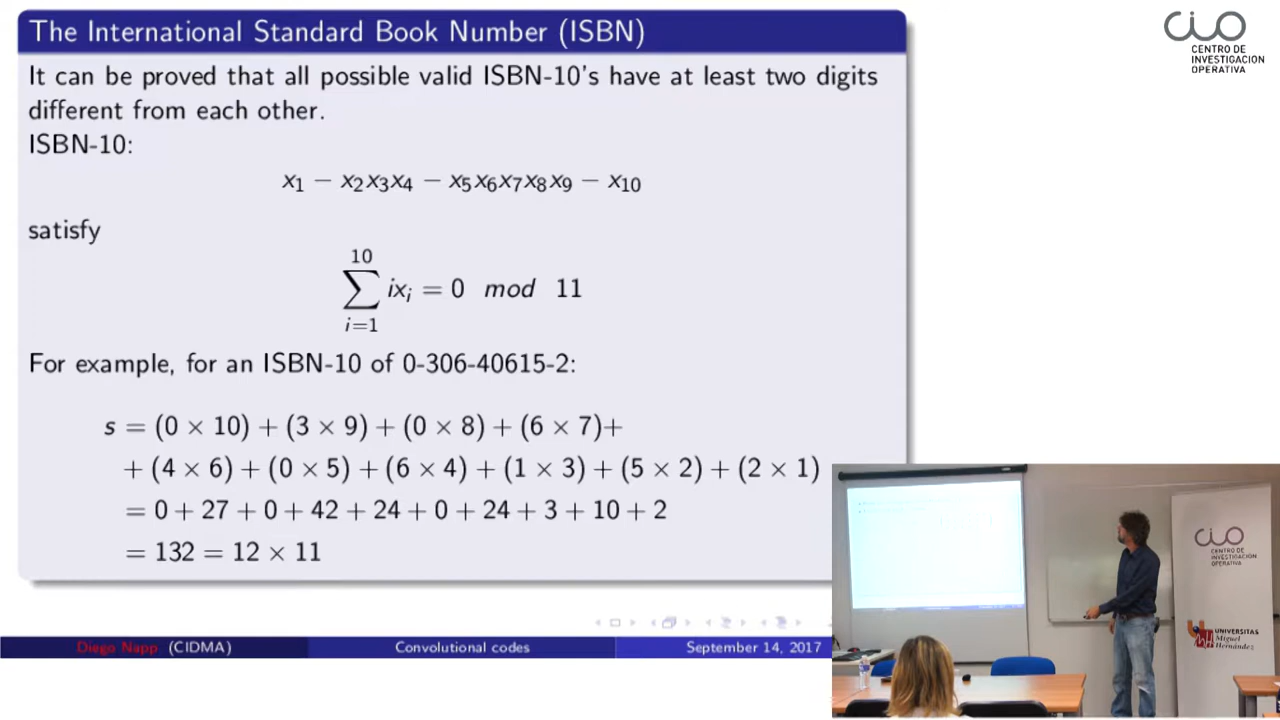 The International Standard Book Number (ISBN)
It can be proved that all possible valid ISBN-10's have at least two digits
different from each other.
ISBN-10:
x₁ − x₂x₃x₄ − x₅x₆x₇x₈x₉ − x₁₀
satisfy
10
∑ ixᵢ = 0 mod 11
i=1
For example, for an ISBN-10 of 0-306-40615-2:
s = (0 × 10) + (3 × 9) + (0 × 8) + (6 × 7)+
+ (4 × 6) + (0 × 5) + (6 × 4) + (1 × 3) + (5 × 2) + (2 × 1)
= 0 + 27 + 0 + 42 + 24 + 0 + 24 + 3 + 10 + 2
= 132 = 12 × 11
Diego Napp (CIDMA)
Convolutional codes
September 14, 2017
CIO
CENTRO DE
INVESTIGACION
OPERATIVA
CIO
CENTRO DE
INVESTIGACIÓN
OPERATIVA
UNIVERSITAS
Miguel
Hernández